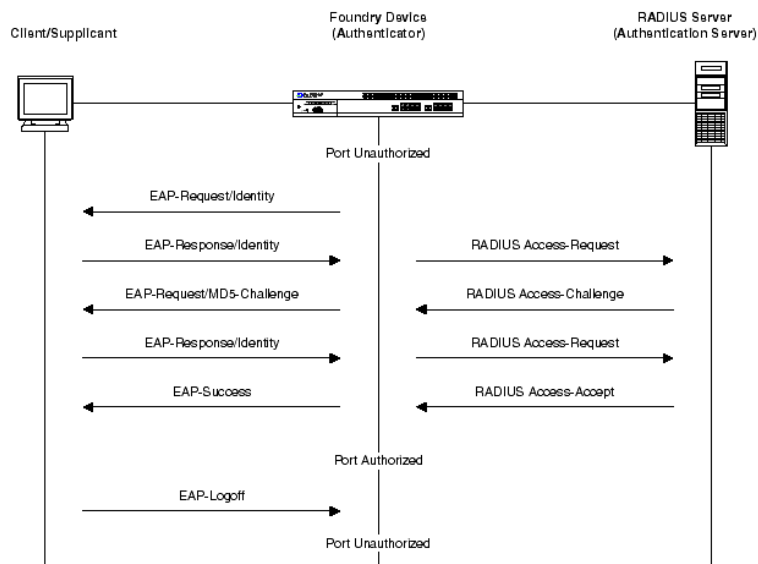 Client/Supplicant
Foundry Device
(Authenticator)
RADIUS Server
(Authentication Server)
Port Unauthorized
EAP-Request/Identity
EAP-Response/Identity
RADIUS Access-Request
EAP-Request/MD5-Challenge
RADIUS Access-Challenge
EAP-Response/Identity
RADIUS Access-Request
EAP-Success
RADIUS Access-Accept
Port Authorized
EAP-Logoff
Port Unauthorized